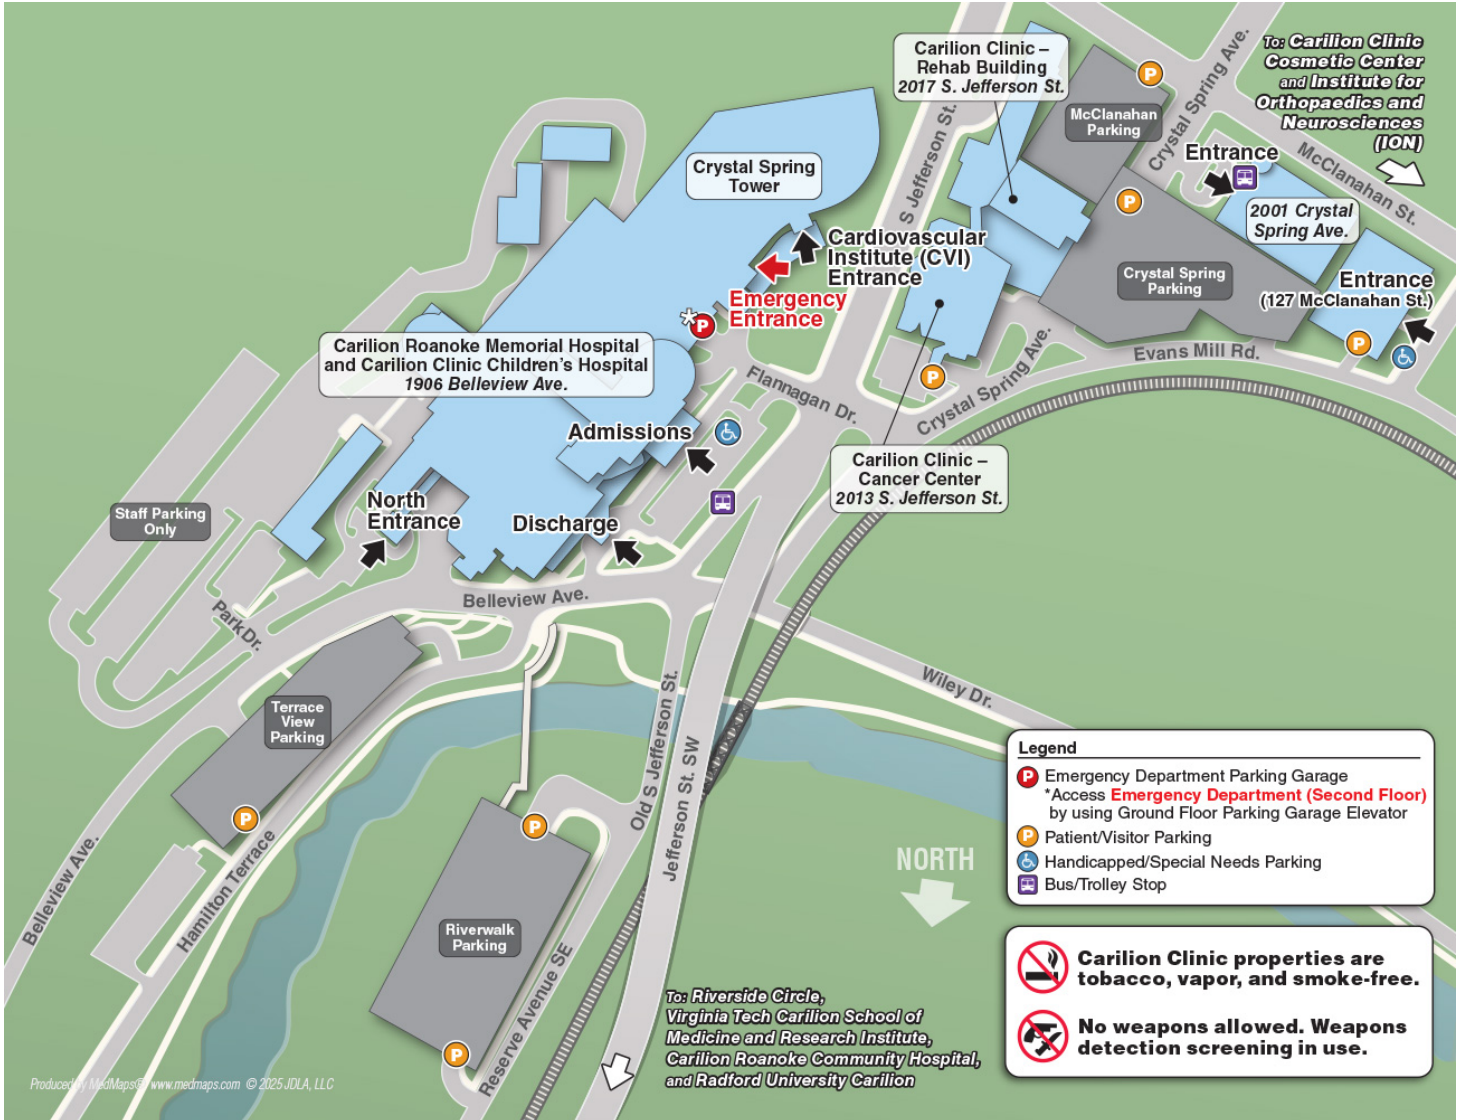 Carilion Clinic –
Rehab Building
2017 S. Jefferson St.
To: Carilion Clinic
Cosmetic Center
and Institute for
Orthopaedics and
Neurosciences
(ION)
P
McClanahan
Parking
Crystal Spring Ave.
McClanahan St.
Entrance
S Jefferson St.
Crystal Spring
Tower
P
2001 Crystal
Spring Ave.
Cardiovascular
Institute (CVI)
Entrance
Crystal Spring
Parking
Entrance
(127 McClanahan St.)
Emergency
Entrance
*
P
Carilion Roanoke Memorial Hospital
and Carilion Clinic Children's Hospital
1906 Belleview Ave.
P
Evans Mill Rd.
P
Flannagan Dr.
Crystal Spring Ave.
Admissions
Carilion Clinic –
Cancer Center
2013 S. Jefferson St.
North
Entrance
Discharge
Staff Parking
Only
Belleview Ave.
Park Dr.
Wiley Dr.
Terrace
View
Parking
Old S Jefferson St.
Jefferson St. SW
P
P
Hamilton Terrace
Belleview Ave.
Riverwalk
Parking
Reserve Avenue SE
P
NORTH
Legend
P Emergency Department Parking Garage
*Access Emergency Department (Second Floor)
by using Ground Floor Parking Garage Elevator
P Patient/Visitor Parking
Handicapped/Special Needs Parking
Bus/Trolley Stop
Carilion Clinic properties are
tobacco, vapor, and smoke-free.
No weapons allowed. Weapons
detection screening in use.
To: Riverside Circle,
Virginia Tech Carilion School of
Medicine and Research Institute,
Carilion Roanoke Community Hospital,
and Radford University Carilion
Produced by MedMaps® www.medmaps.com © 2025 JDLA, LLC